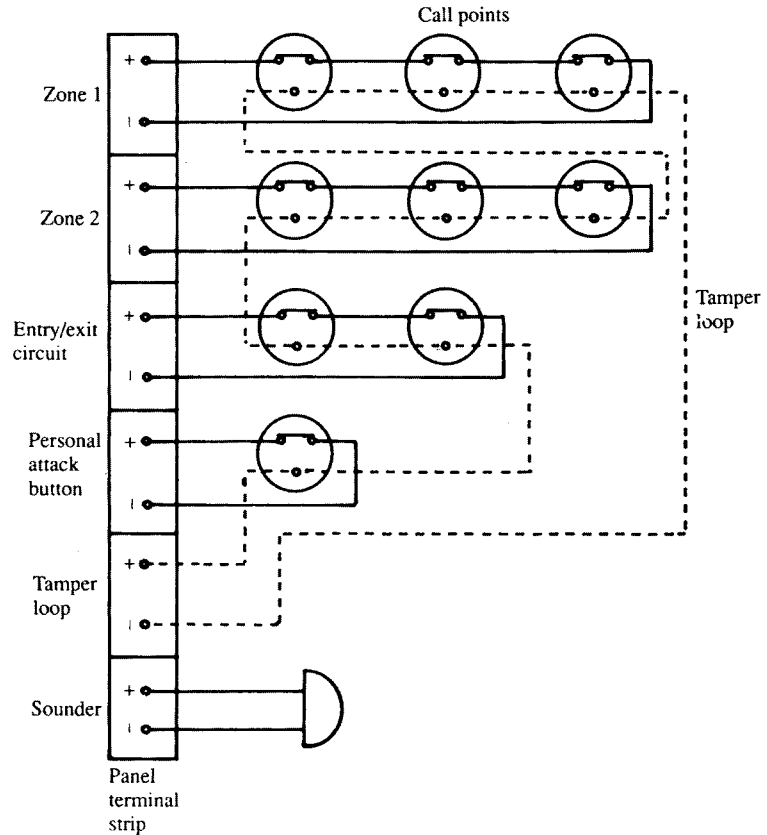 Call points
+
Zone 1
–
+
Zone 2
–
+
Entry/exit
circuit
–
Personal
attack
button
+
–
Tamper
loop
+
Tamper
loop
–
+
Sounder
–
Panel
terminal
strip